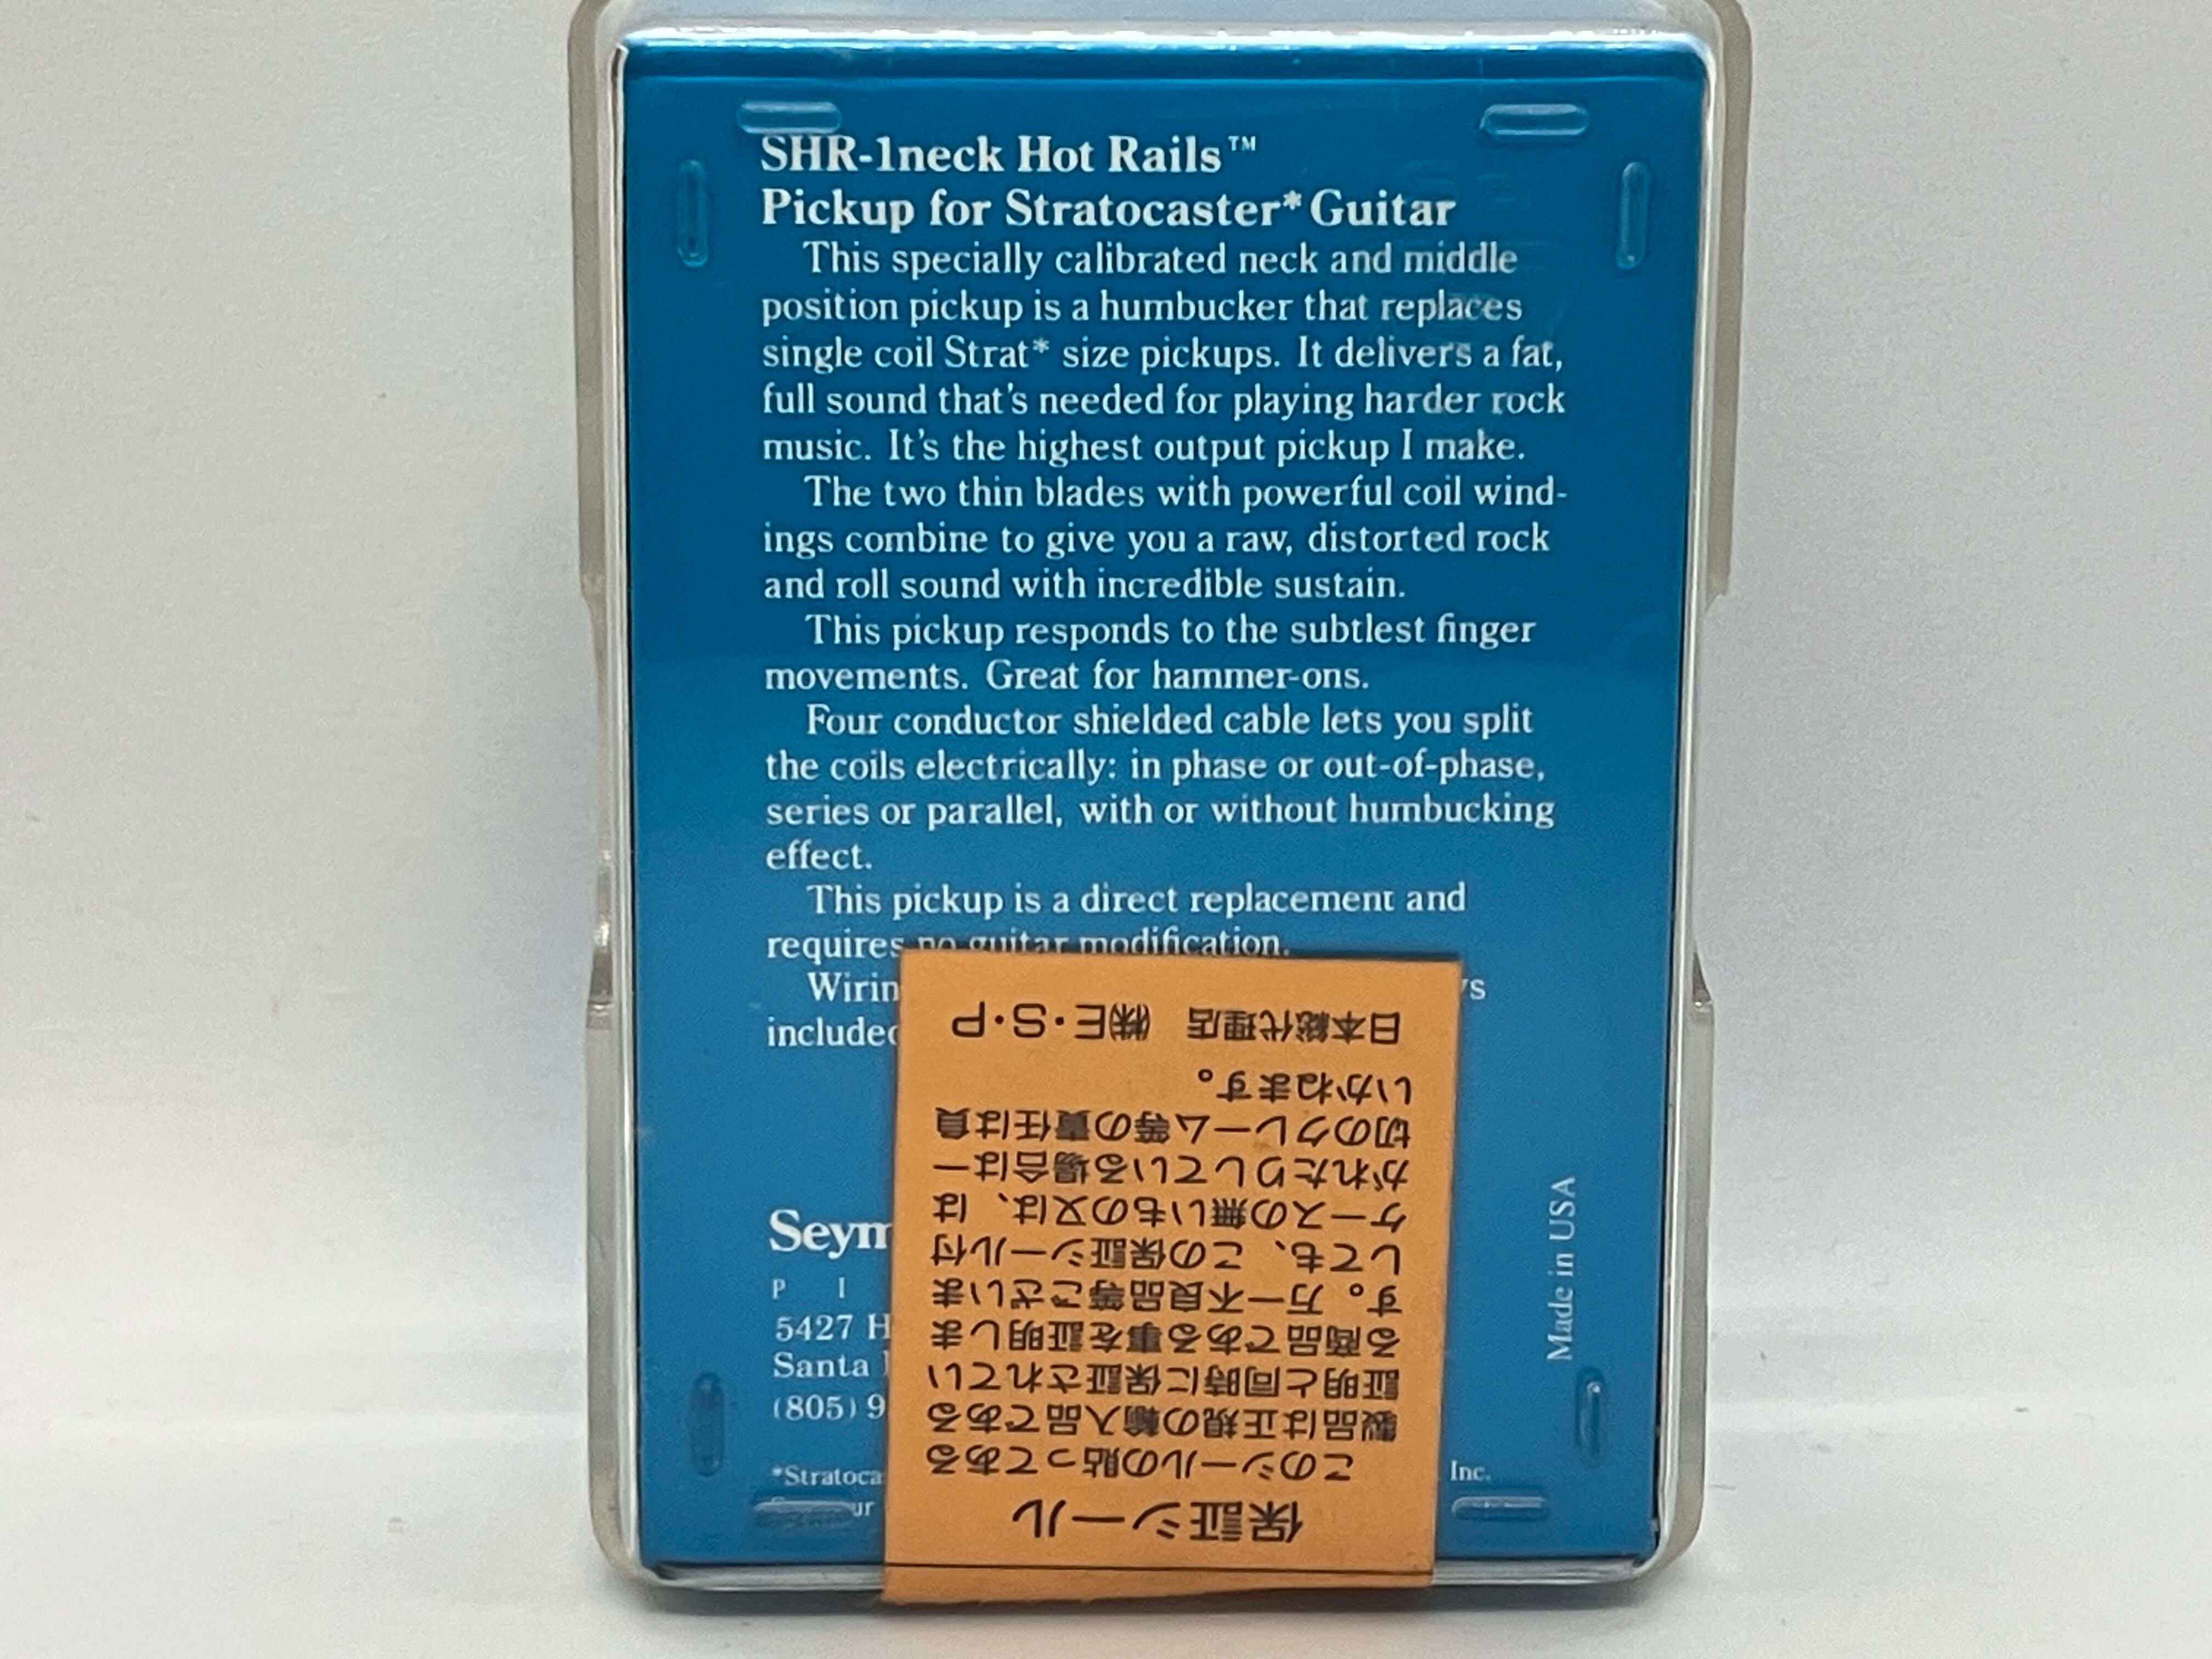 SHR-1neck Hot Rails™
Pickup for Stratocaster* Guitar
This specially calibrated neck and middle
position pickup is a humbucker that replaces
single coil Strat* size pickups. It delivers a fat,
full sound that's needed for playing harder rock
music. It's the highest output pickup I make.
The two thin blades with powerful coil wind-
ings combine to give you a raw, distorted rock
and roll sound with incredible sustain.
This pickup responds to the subtlest finger
movements. Great for hammer-ons.
Four conductor shielded cable lets you split
the coils electrically: in phase or out-of-phase,
series or parallel, with or without humbucking
effect.
This pickup is a direct replacement and
requires no guitar modification.
5427
Santa
(805)
Inc.
Made in USA
保証シール
このシールの貼ってある
製品は正規の輸入品である
証明と同時に保証されてい
る商品である事を証明しま
す。万一不良品等ございま
しても、この保証シール付
ケースの無いもの又は、は
がれたりしている場合は一
切のクレーム等の責任は負
いかねます。
日本総代理店 ㈱E・S・P